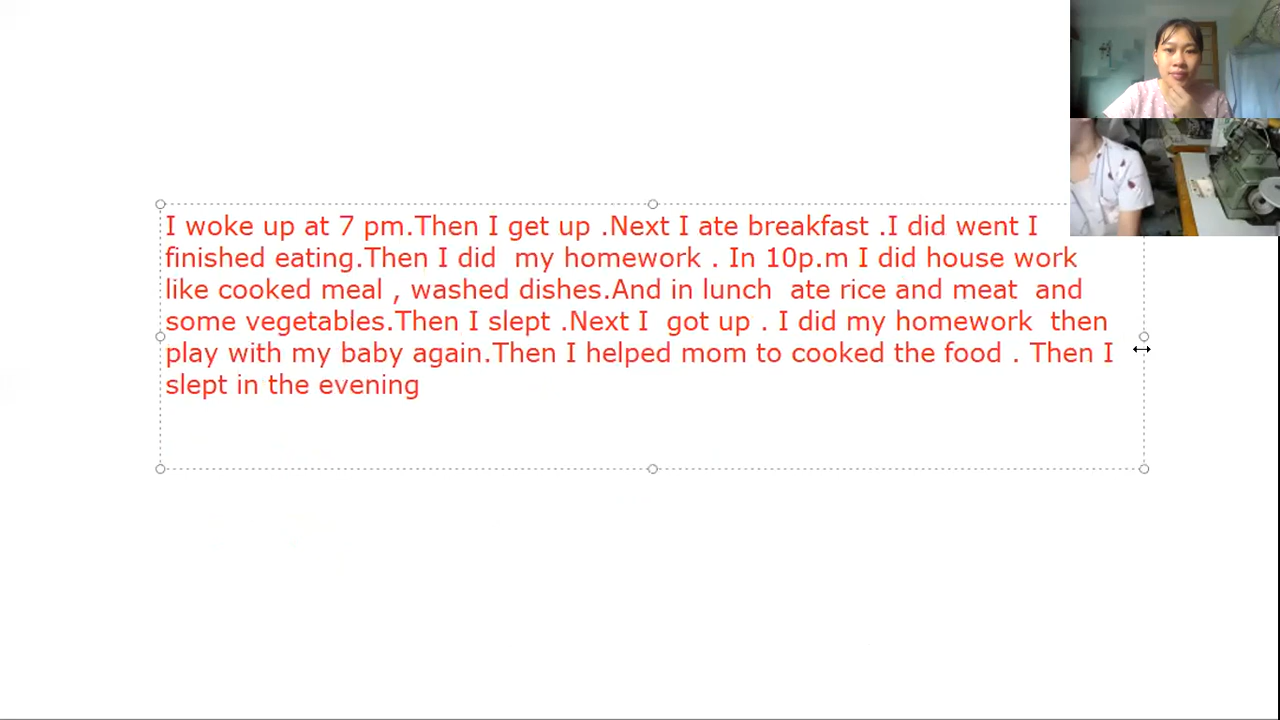 I woke up at 7 pm.Then I get up .Next I ate breakfast .I did went I
finished eating.Then I did  my homework . In 10p.m I did house work
like cooked meal , washed dishes.And in lunch  ate rice and meat  and
some vegetables.Then I slept .Next I  got up . I did my homework  then
play with my baby again.Then I helped mom to cooked the food . Then I
slept in the evening